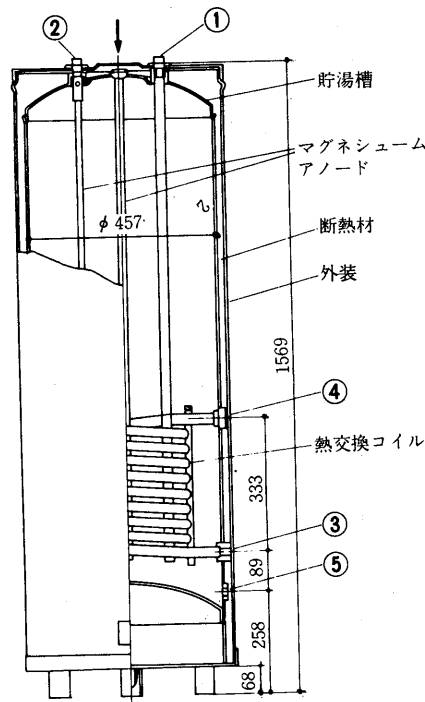 ②
①
貯湯槽
マグネシューム
アノード
φ457
2
断熱材
外装
1569
④
熱交換コイル
333
③
89
⑤
258
68